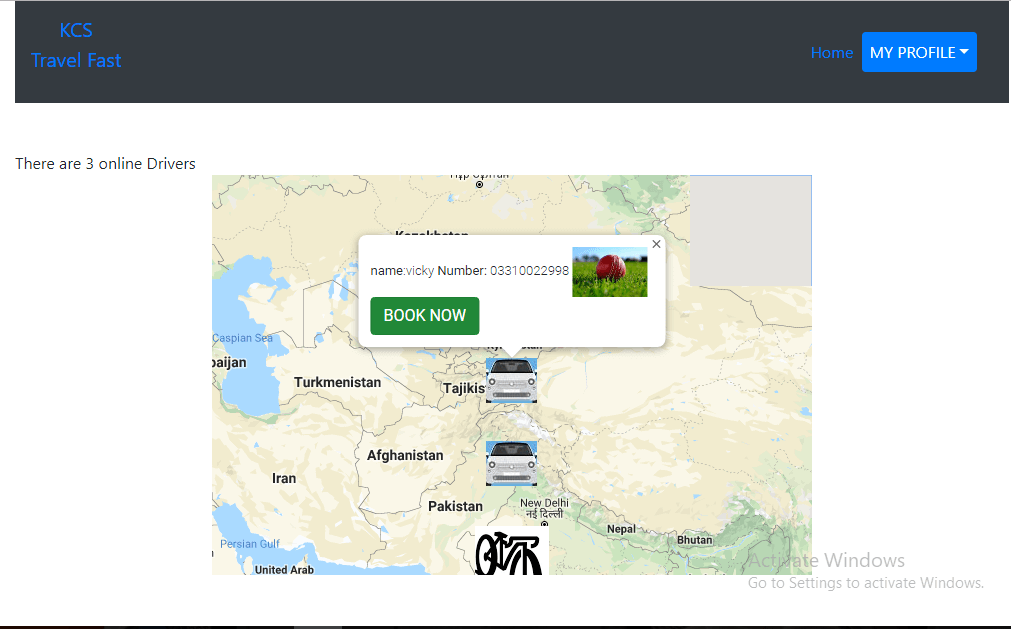 KCS
Travel Fast
Home
MY PROFILE
There are 3 online Drivers
name:vicky Number: 03310022998
BOOK NOW
Caspian Sea
baijan
Turkmenistan
Tajikis
Afghanistan
Iran
Pakistan
New Delhi
नई दिल्ली
Nepal
Bhutan
Persian Gulf
United Arab
Activate Windows
Go to Settings to activate Windows.